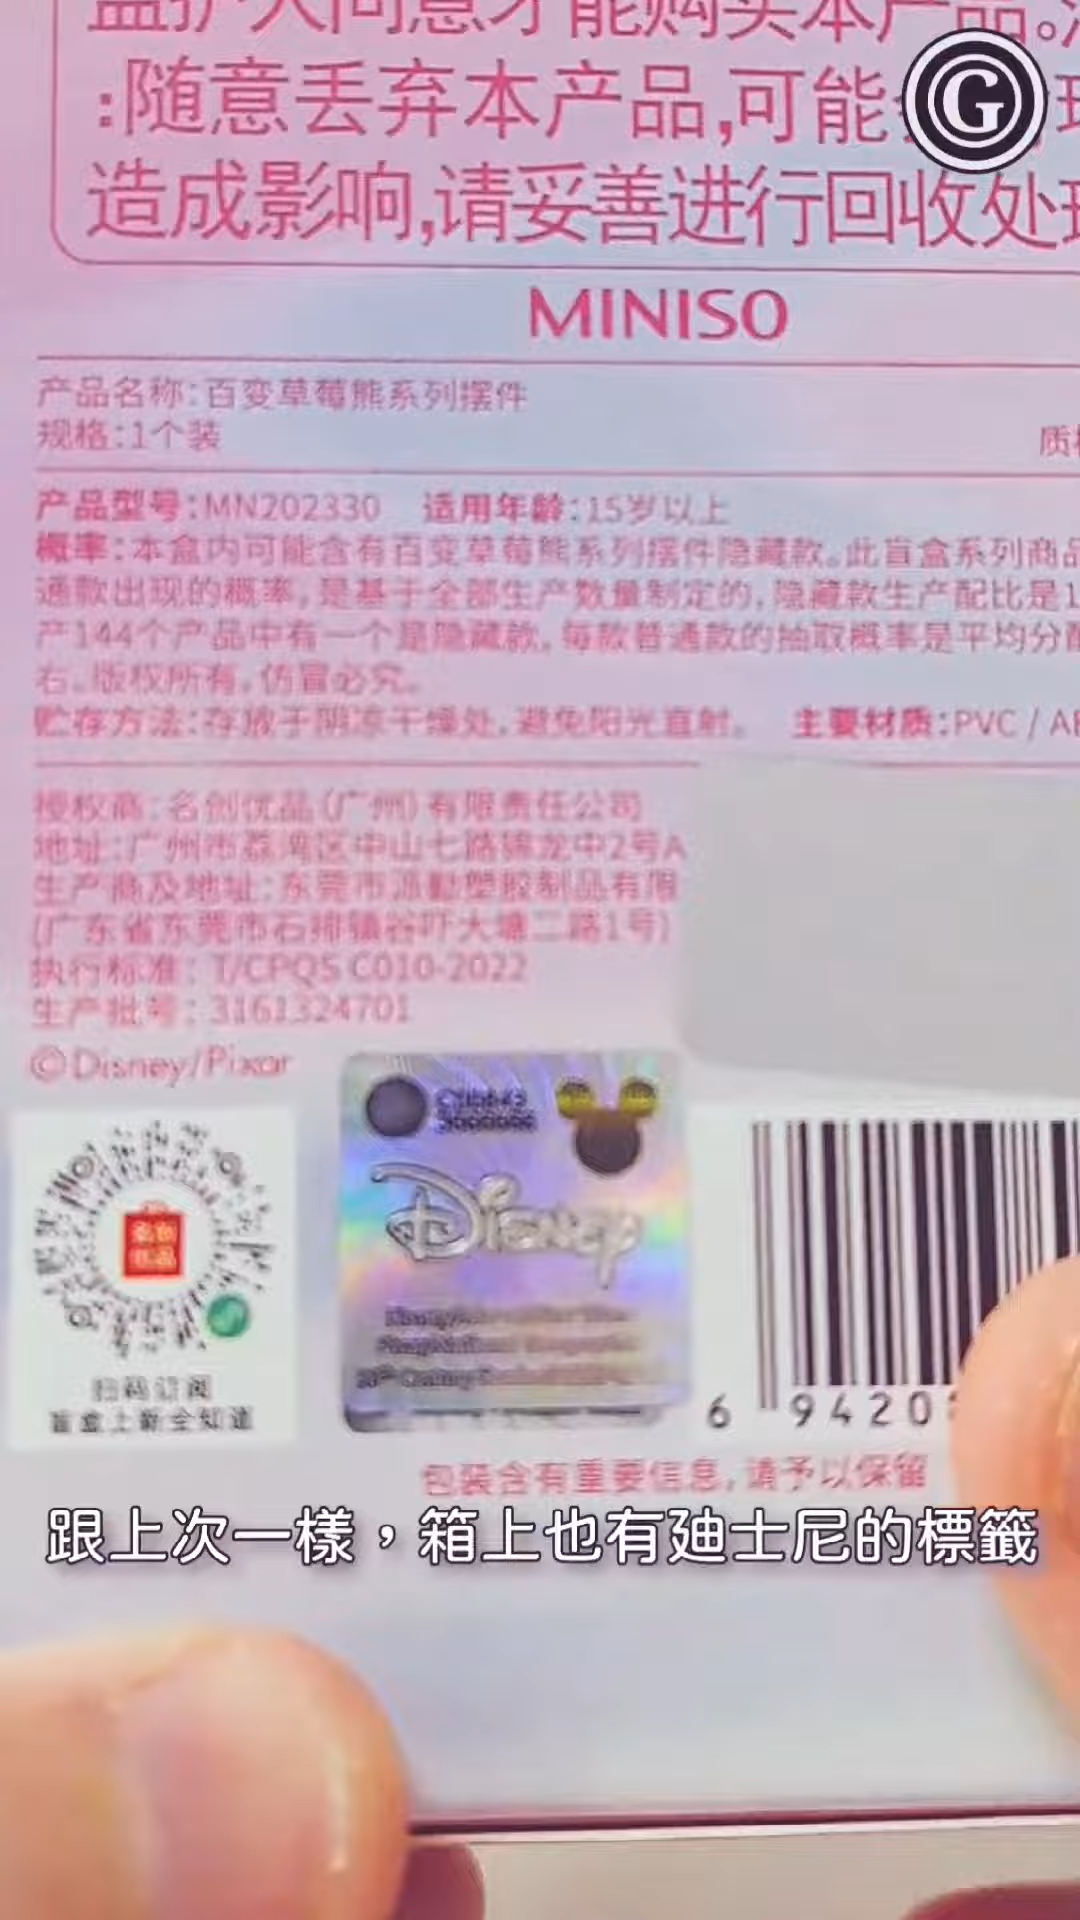 监护人同意才能购买本产品。
:随意丢弃本产品,可能
造成影响,请妥善进行回收处
G
MINISO
产品名称:百变草莓熊系列摆件
规格:1个装
质
产品型号:MN202330 适用年龄:15岁以上
概率:本盒内可能含有百变草莓熊系列摆件隐藏款。此盲盒系列商品
通款出现的概率,是基于全部生产数量制定的,隐藏款生产配比是1
产144个产品中有一个是隐藏款,每款普通款的抽取概率是平均分配
右。版权所有,仿冒必究。
贮存方法:存放于阴凉干燥处,避免阳光直射。 主要材质:PVC / AB
授权商:名创优品(广州)有限责任公司
地址:广州市荔湾区中山七路锦龙中2号A
生产商及地址:东莞市派勤塑胶制品有限
(广东省东莞市石排镇谷吓大塘二路1号)
执行标准: T/CPQS C010-2022
生产批号: 3161324701
©Disney/Pixar
Disney
名创优品
扫码订阅
盲盒上新全知道
6 9420
包装含有重要信息,请予以保留
跟上次一樣，箱上也有廸士尼的標籤